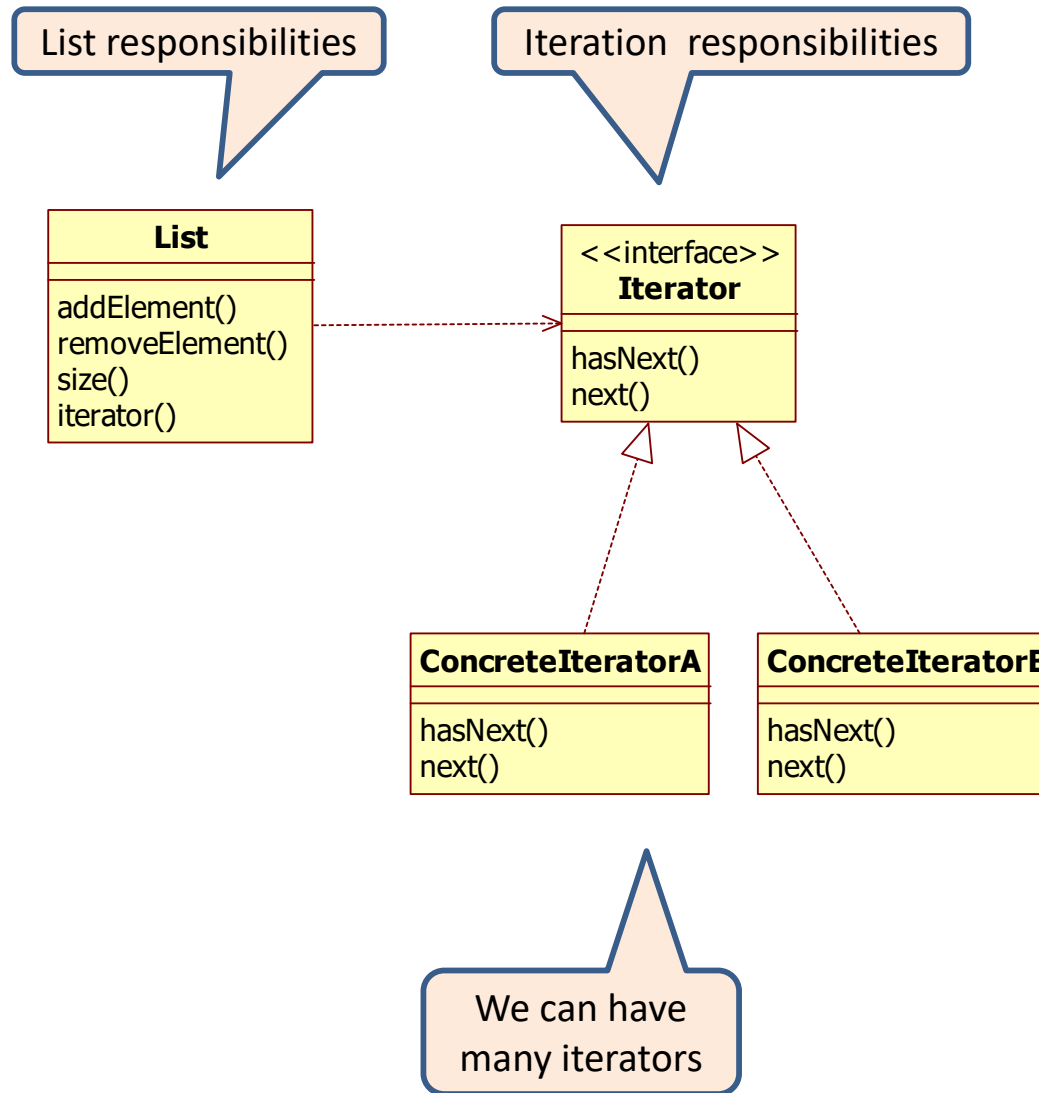 List responsibilities
Iteration responsibilities
List
addElement()
removeElement()
size()
iterator()
<<interface>>
Iterator
hasNext()
next()
ConcreteIteratorA
hasNext()
next()
ConcreteIteratorB
hasNext()
next()
We can have
many iterators